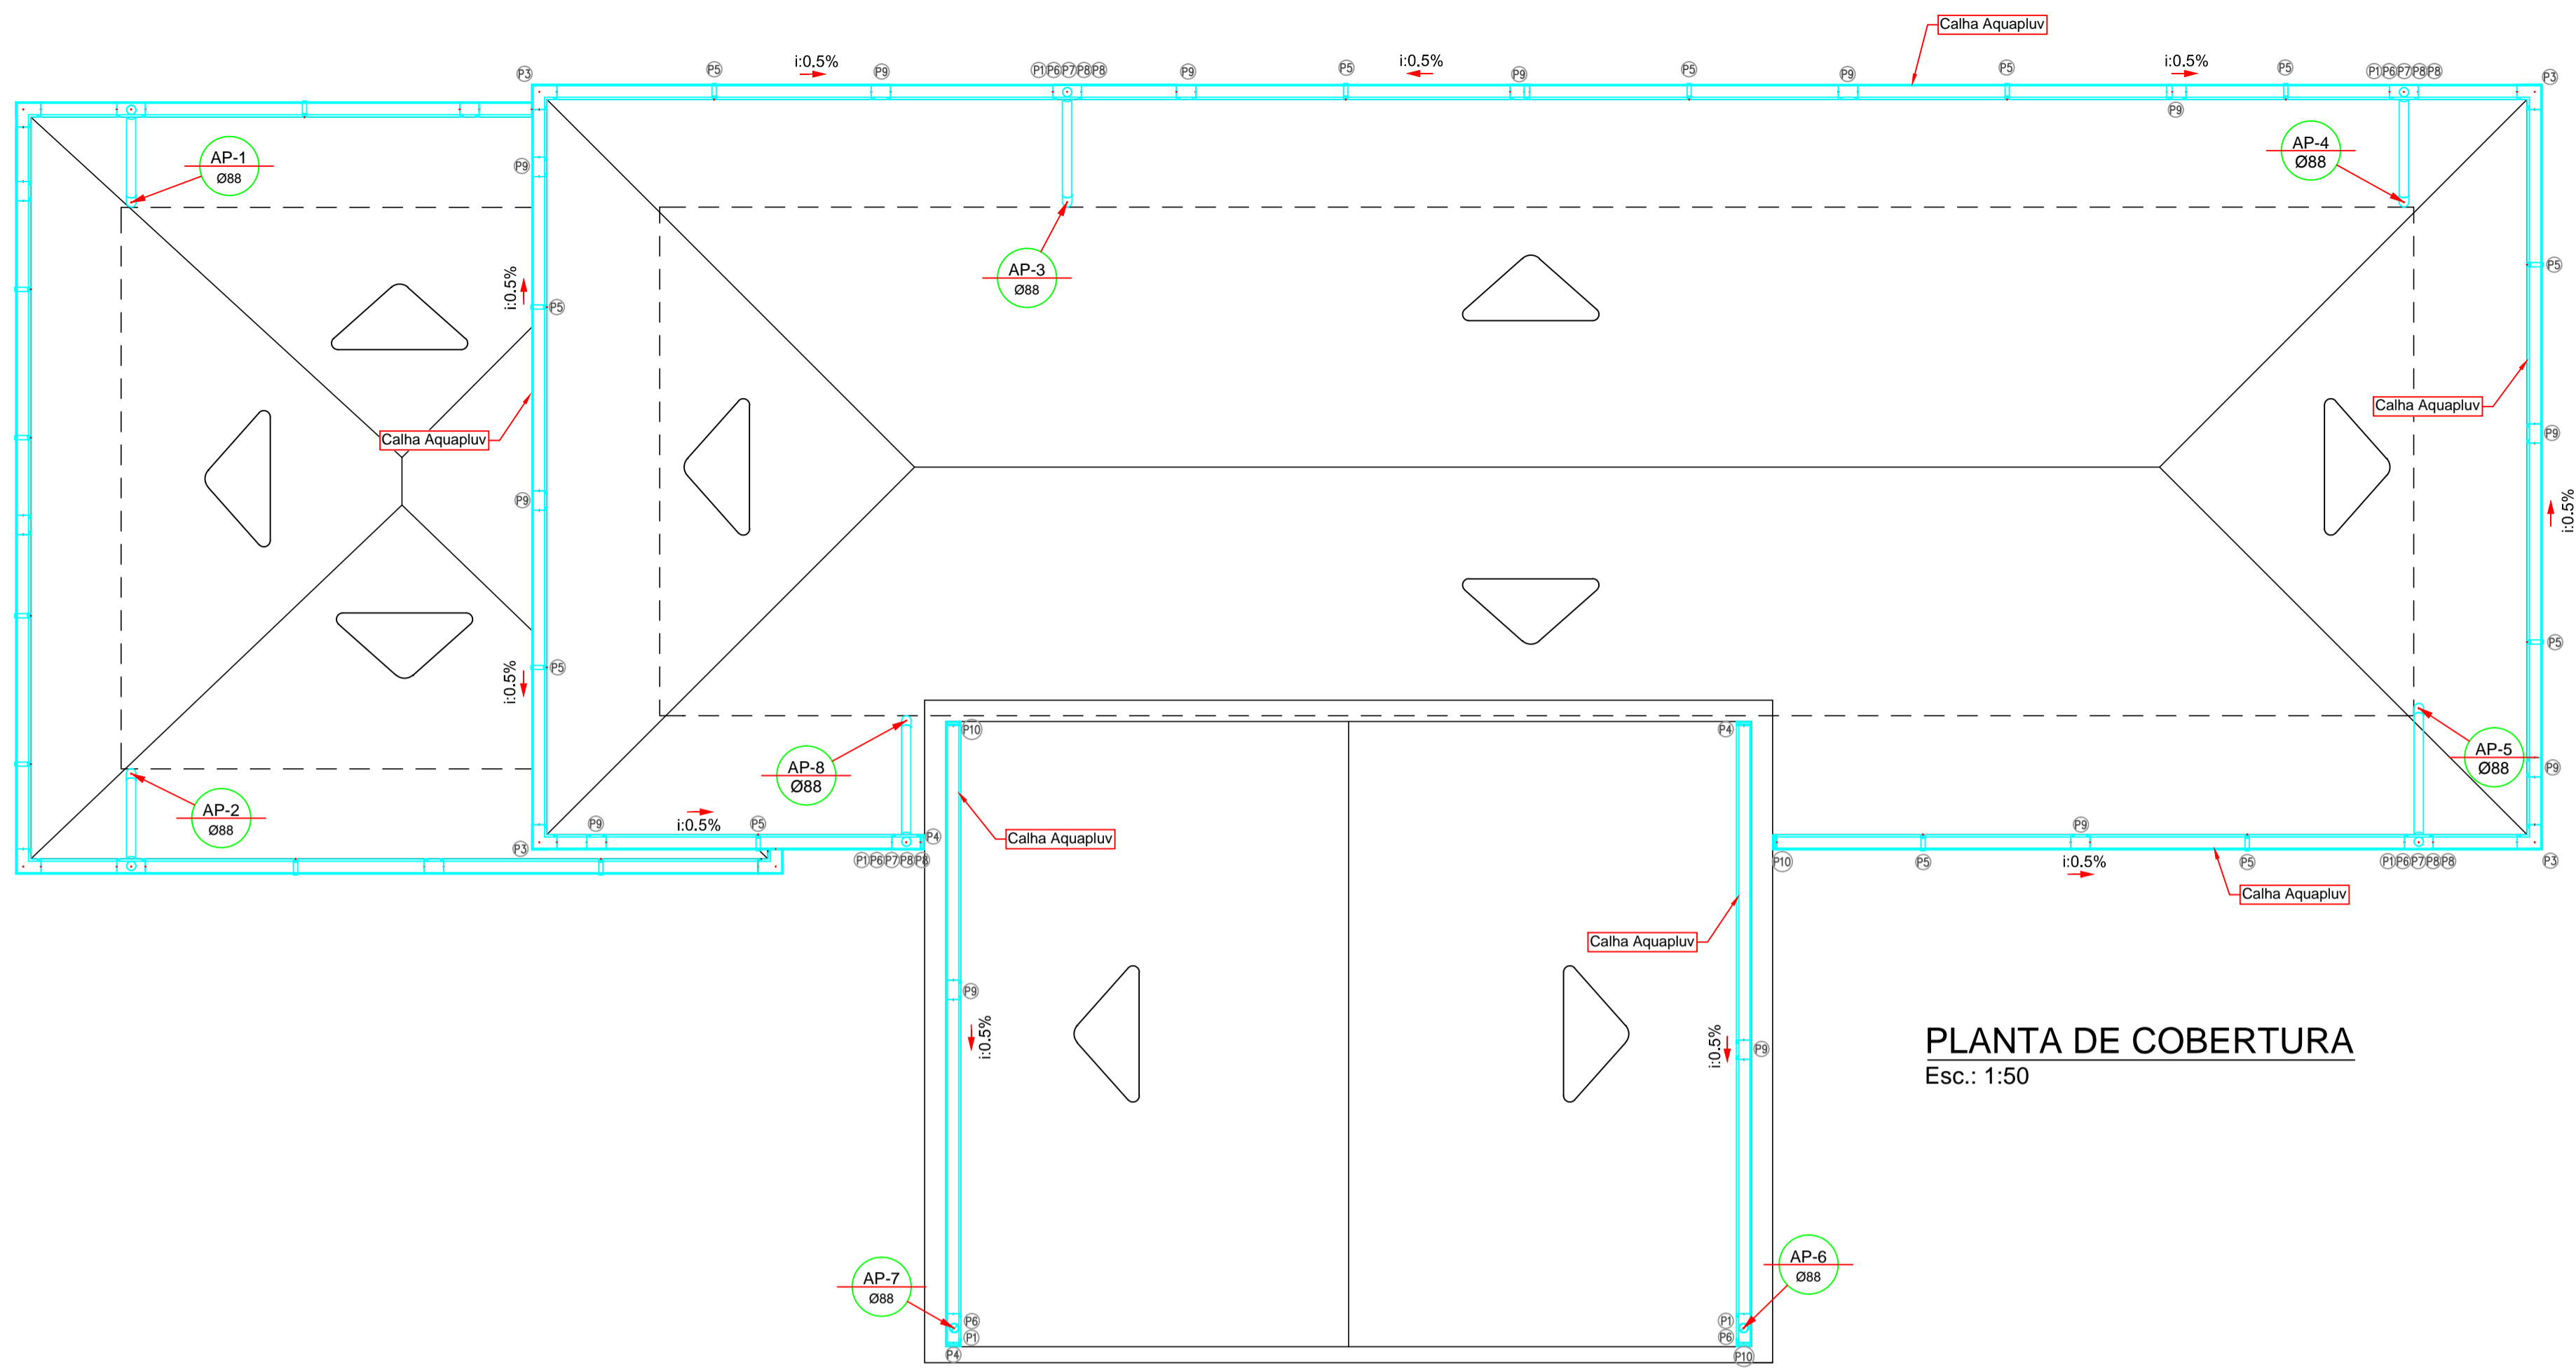 Calha Aquapluv
P3
P5
i:0.5%
P9
P1 P6 P7 P8 P8
P9
P5
i:0.5%
P9
P5
P9
P5
i:0.5%
P9
P5
P1 P6 P7 P8 P8
P3
AP-1
Ø88
P9
AP-3
Ø88
AP-4
Ø88
P5
i:0.5%
P5
Calha Aquapluv
Calha Aquapluv
P9
P9
i:0.5%
P5
i:0.5%
P5
P10
P4
AP-8
Ø88
AP-5
Ø88
P9
AP-2
Ø88
P9
i:0.5%
P5
P4
P3
P1 P6 P7 P8 P8
Calha Aquapluv
P10
P5
P9
i:0.5%
P5
P1 P6 P7 P8 P8
P3
Calha Aquapluv
Calha Aquapluv
P9
i:0.5%
i:0.5%
P9
PLANTA DE COBERTURA
Esc.: 1:50
AP-7
Ø88
AP-6
Ø88
P6
P1
P4
P1
P6
P10